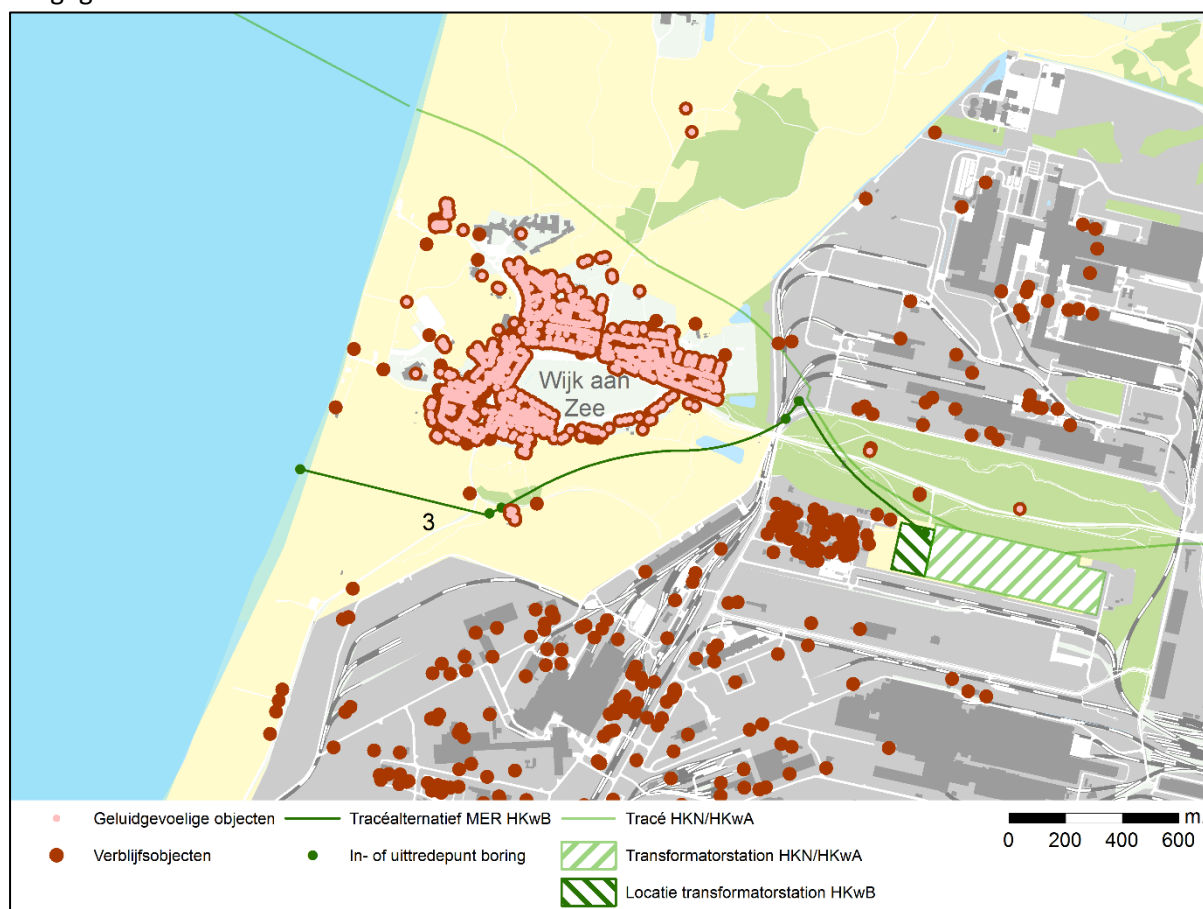 Wijk aan
Zee
3
Geluidgevoelige objecten
Tracéalternatief MER HKwB
Tracé HKN/HKwA
Verblijfsobjecten
In- of uittredepunt boring
Transformatorstation HKN/HKwA
Locatie transformatorstation HKwB
m
0 200 400 600